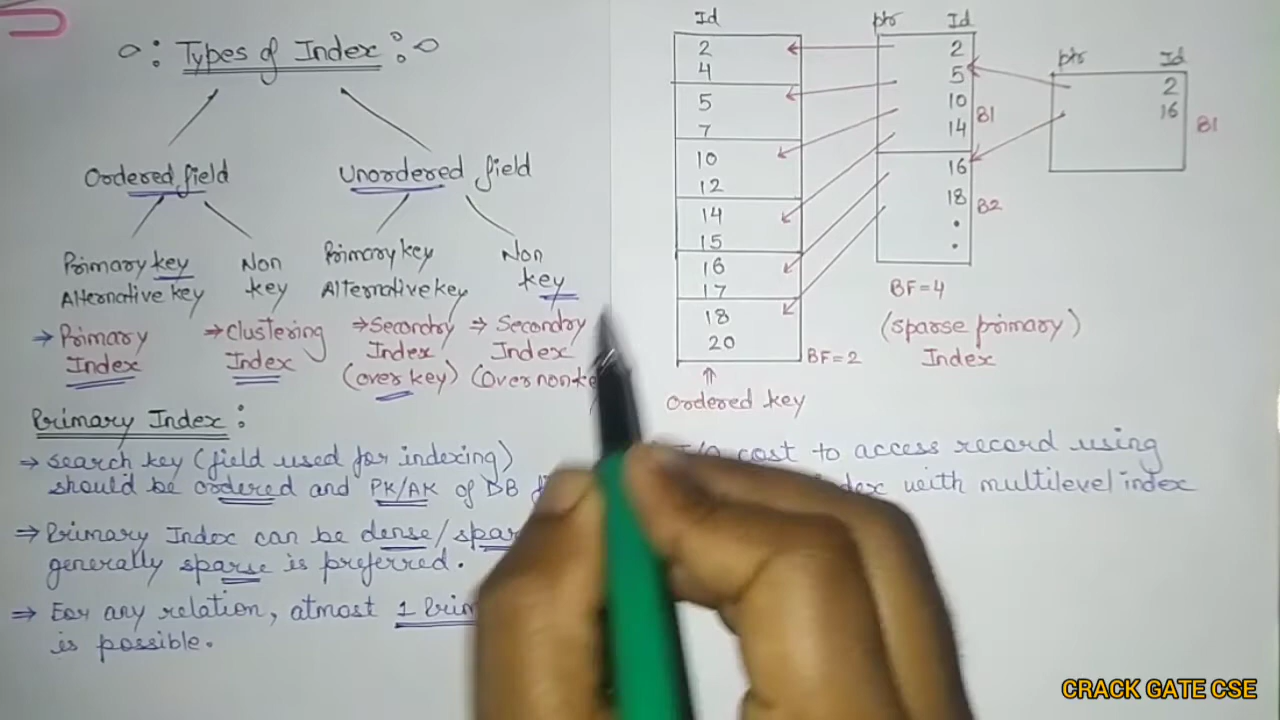 Types of Index
Ordered field
Unordered field
Primary key
Alternative key
Non
key
Primary key
Alternative key
Non
key
→ Primary
Index
→ Clustering
Index
⇒ Secondry
Index
(over key)
⇒ Secondry
Index
(Over non-ke
Primary Index :
⇒ Search key (field used for indexing)
should be ordered and PK/AK of DB
⇒ Primary Index can be dense/spar
generally sparse is preferred.
⇒ For any relation, atmost 1 Prim
is possible.
Id
2
4
5
7
10
12
14
15
16
17
18
20
BF=2
⇑
Ordered key
ptr Id
2
5
10
14
B1
16
18
B2
BF=4
(Sparse primary)
Index
ptr Id
2
16
B1
I/O cost to access record using
index with multilevel index
CRACK GATE CSE